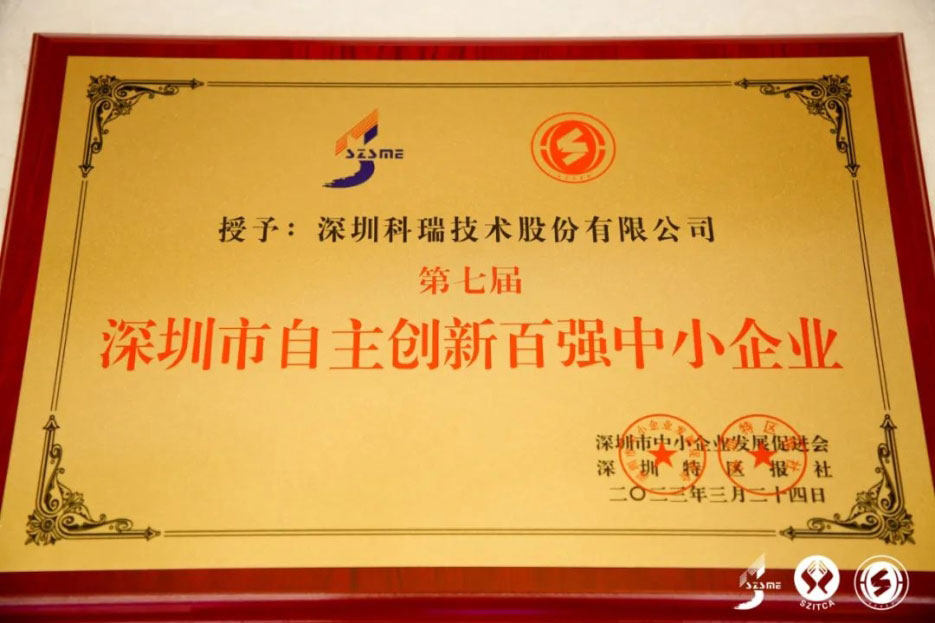 SZSME
授予：深圳科瑞技术股份有限公司
第七届
深圳市自主创新百强中小企业
深圳市中小企业发展促进会
深圳特区报社
二〇二三年三月二十四日
SZSME
SZITCA